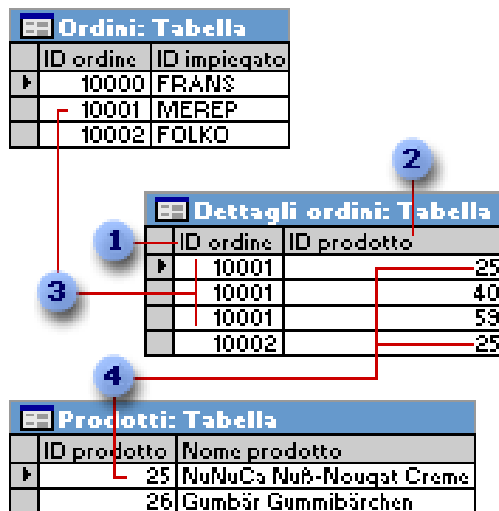 Ordini: Tabella
ID ordine ID impiegato
10000 FRANS
10001 MEREP
10002 FOLKO
2
Dettagli ordini: Tabella
1
ID ordine ID prodotto
10001 25
3
10001 40
10001 59
10002 25
4
Prodotti: Tabella
ID prodotto Nome prodotto
25 NuNuCa Nuß-Nougat Creme
26 Gumbär Gummibärchen